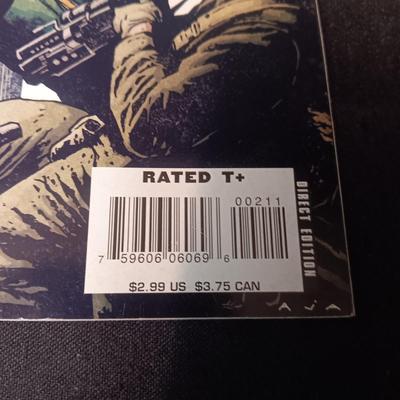 RATED T+
00211
7 59606 06069 6
$2.99 US $3.75 CAN
DIRECT EDITION